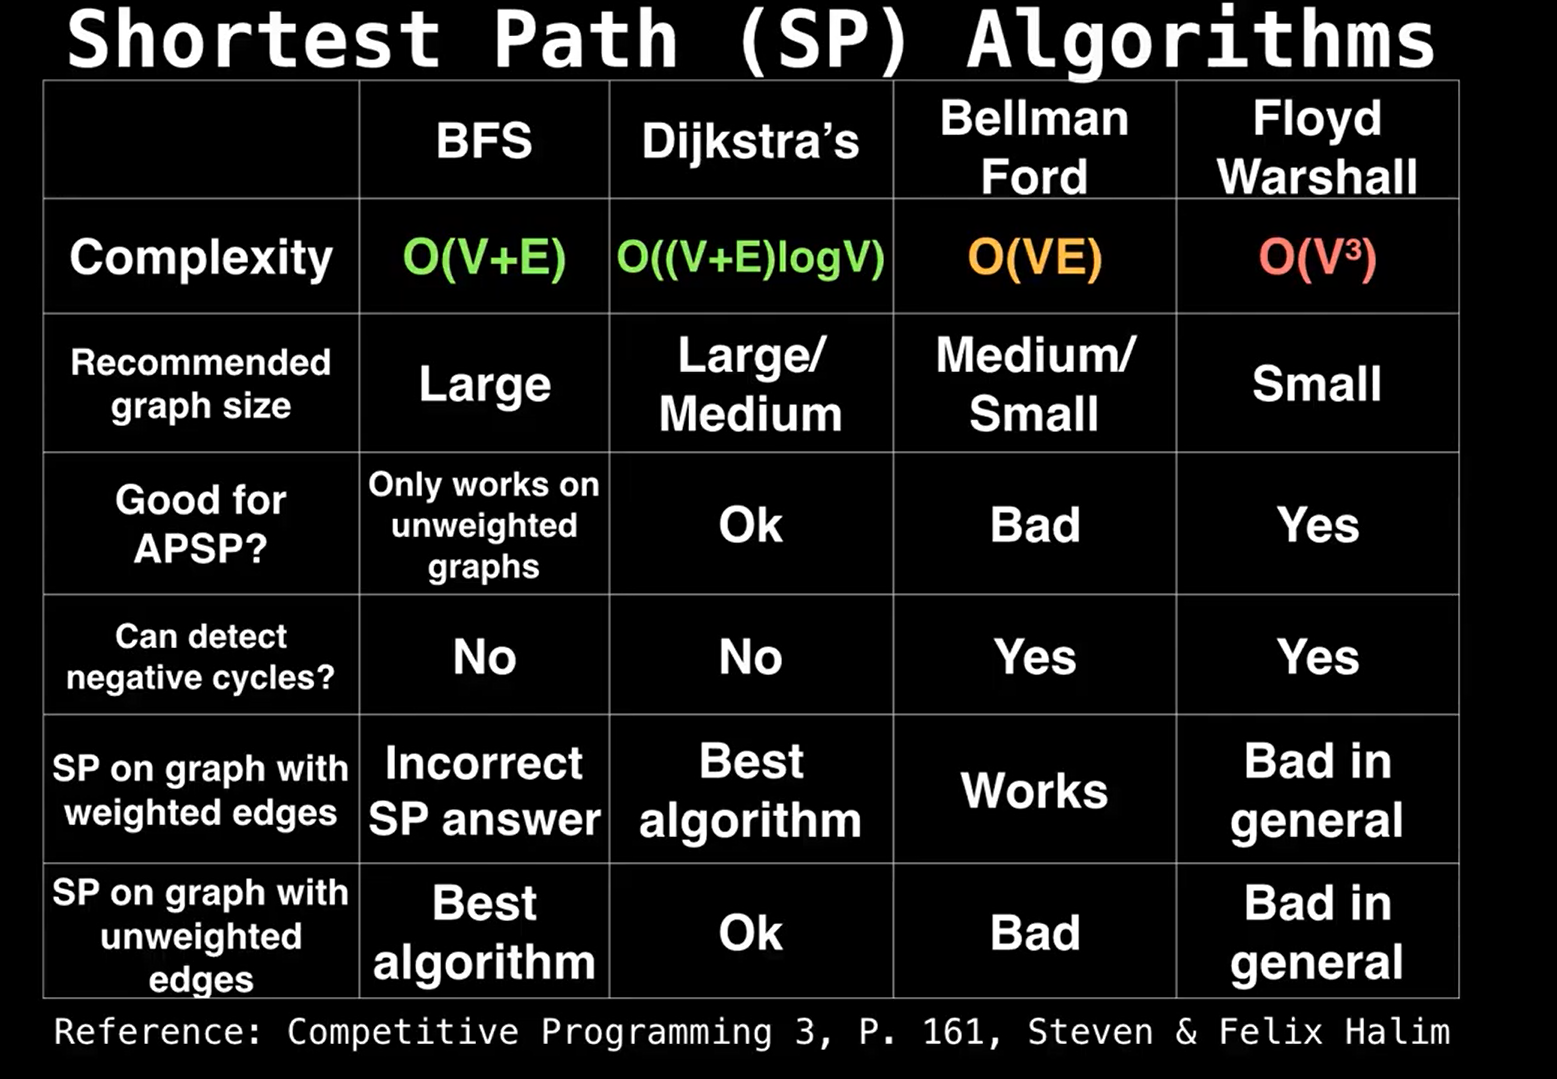 Shortest Path (SP) Algorithms
BFS
Dijkstra’s
Bellman
Ford
Floyd
Warshall
Complexity
O(V+E)
O((V+E)logV)
O(VE)
O(V³)
Recommended
graph size
Large
Large/
Medium
Medium/
Small
Small
Good for
APSP?
Only works on
unweighted
graphs
Ok
Bad
Yes
Can detect
negative cycles?
No
No
Yes
Yes
SP on graph with
weighted edges
Incorrect
SP answer
Best
algorithm
Works
Bad in
general
SP on graph with
unweighted
edges
Best
algorithm
Ok
Bad
Bad in
general
Reference: Competitive Programming 3, P. 161, Steven & Felix Halim